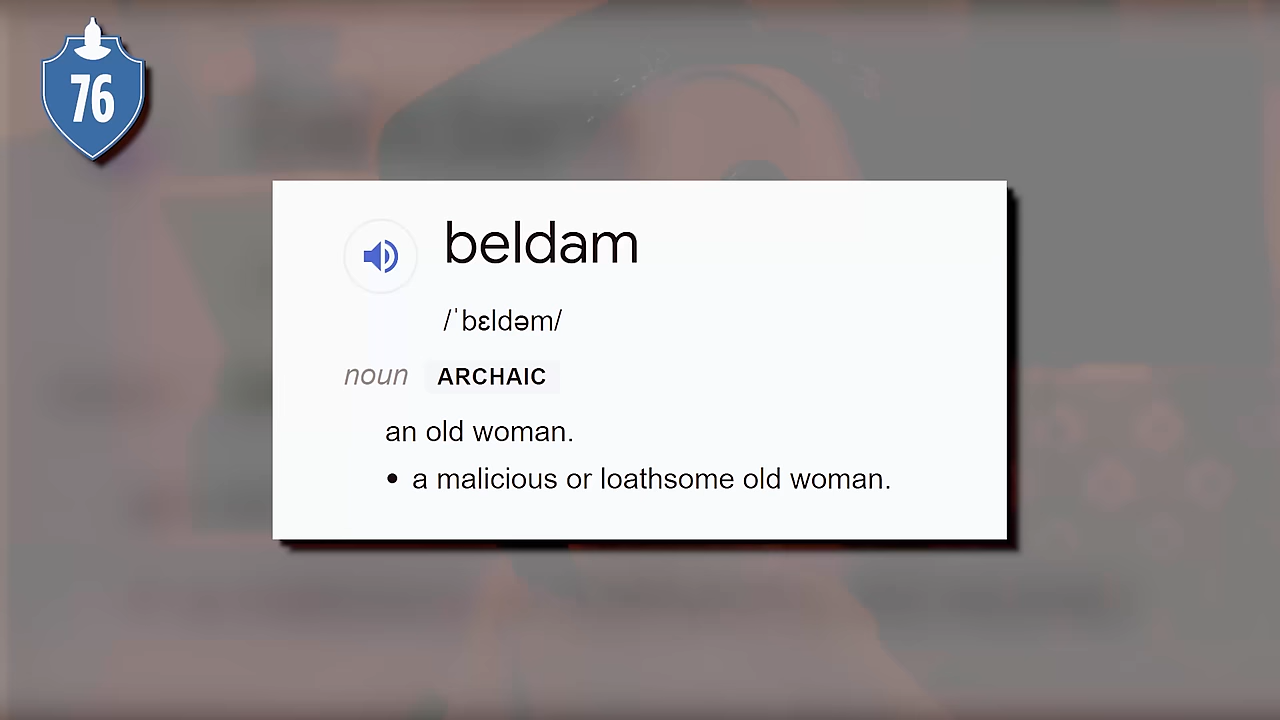 76
beldam
/ˈbɛldəm/
noun ARCHAIC
an old woman.
• a malicious or loathsome old woman.